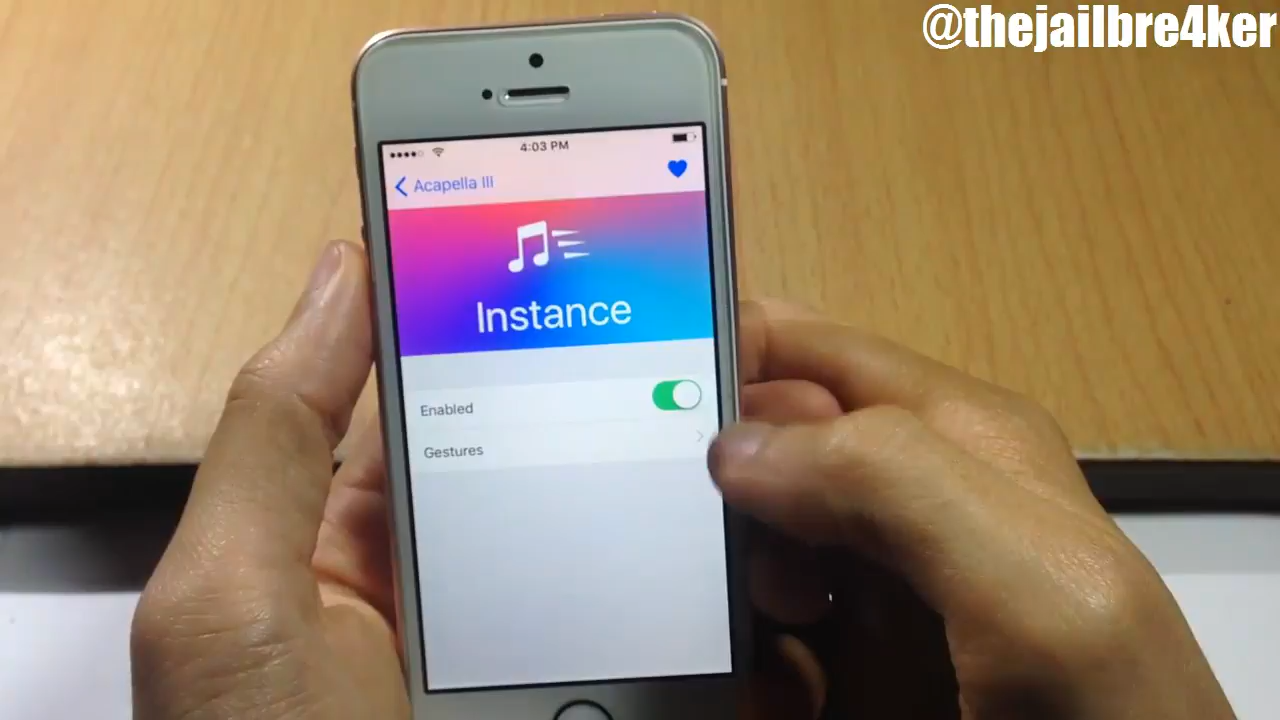 @thejailbre4ker
4:03 PM
Acapella III
Instance
Enabled
Gestures